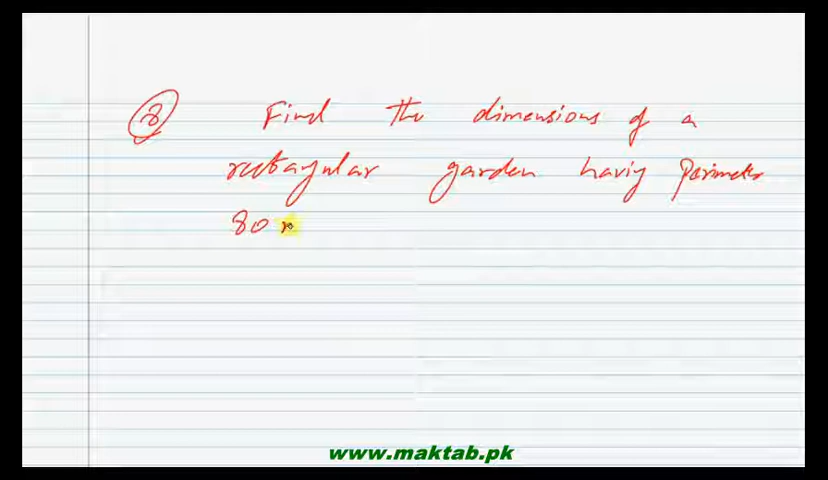 8
Find the dimensions of a
rectangular garden having Perimeter
80
www.maktab.pk